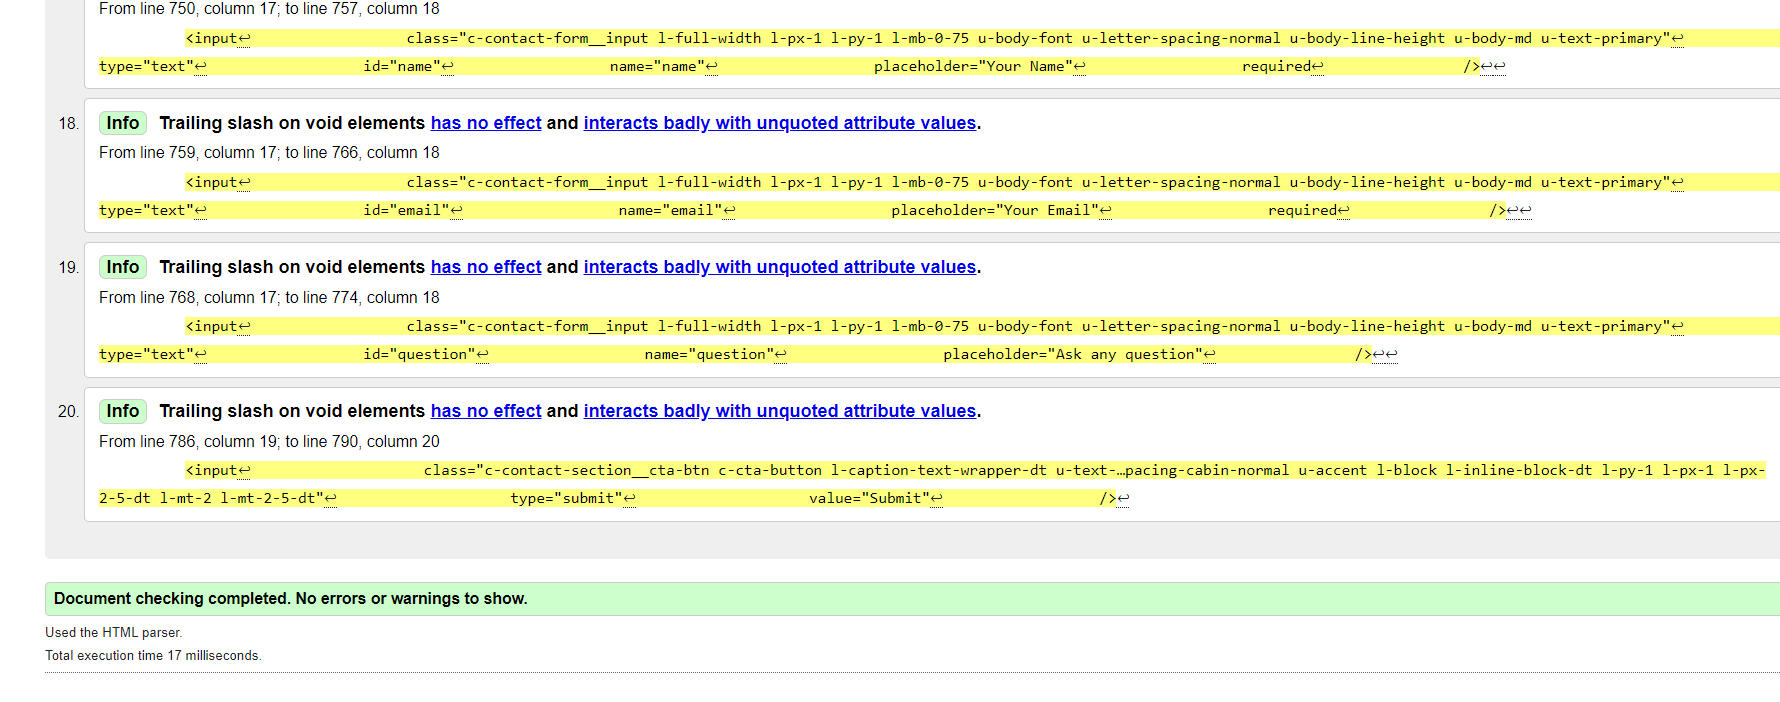 From line 750, column 17; to line 757, column 18
<input↩ class="c-contact-form__input l-full-width l-px-1 l-py-1 l-mb-0-75 u-body-font u-letter-spacing-normal u-body-line-height u-body-md u-text-primary"↩
type="text"↩ id="name"↩ name="name"↩ placeholder="Your Name"↩ required↩ />↩↩
18. Info Trailing slash on void elements has no effect and interacts badly with unquoted attribute values.
From line 759, column 17; to line 766, column 18
<input↩ class="c-contact-form__input l-full-width l-px-1 l-py-1 l-mb-0-75 u-body-font u-letter-spacing-normal u-body-line-height u-body-md u-text-primary"↩
type="text"↩ id="email"↩ name="email"↩ placeholder="Your Email"↩ required↩ />↩↩
19. Info Trailing slash on void elements has no effect and interacts badly with unquoted attribute values.
From line 768, column 17; to line 774, column 18
<input↩ class="c-contact-form__input l-full-width l-px-1 l-py-1 l-mb-0-75 u-body-font u-letter-spacing-normal u-body-line-height u-body-md u-text-primary"↩
type="text"↩ id="question"↩ name="question"↩ placeholder="Ask any question"↩ />↩↩
20. Info Trailing slash on void elements has no effect and interacts badly with unquoted attribute values.
From line 786, column 19; to line 790, column 20
<input↩ class="c-contact-section__cta-btn c-cta-button l-caption-text-wrapper-dt u-text-…pacing-cabin-normal u-accent l-block l-inline-block-dt l-py-1 l-px-1 l-px-
2-5-dt l-mt-2 l-mt-2-5-dt"↩ type="submit"↩ value="Submit"↩ />↩
Document checking completed. No errors or warnings to show.
Used the HTML parser.
Total execution time 17 milliseconds.